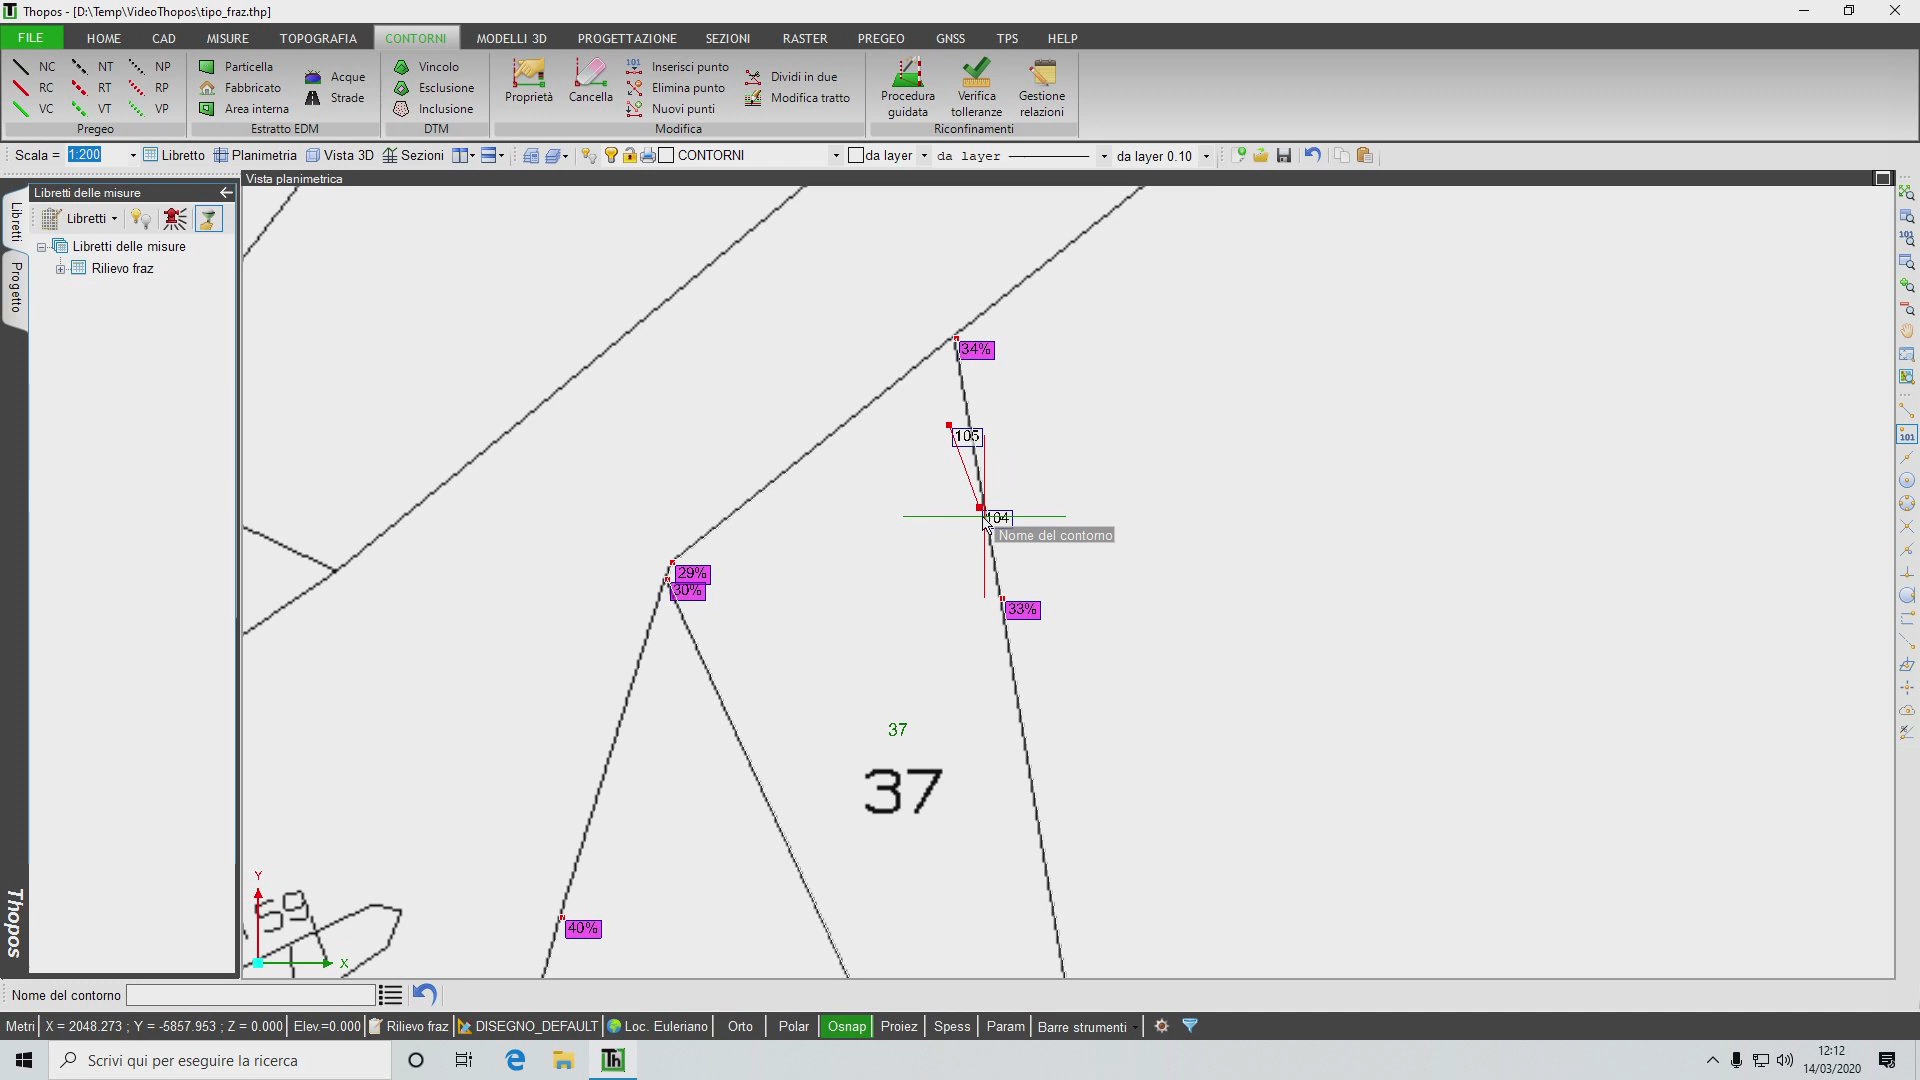 Thopos - [D:\Temp\VideoThopos\tipo_fraz.thp]
FILE HOME CAD MISURE TOPOGRAFIA CONTORNI MODELLI 3D PROGETTAZIONE SEZIONI RASTER PREGEO GNSS TPS HELP
NC NT NP
RC RT RP
VC VT VP
Pregeo
Particella
Fabbricato
Area interna
Acque
Strade
Estratto EDM
Vincolo
Esclusione
Inclusione
DTM
Proprietà
Cancella
Inserisci punto
Elimina punto
Nuovi punti
Dividi in due
Modifica tratto
Modifica
Procedura guidata
Verifica tolleranze
Gestione relazioni
Riconfinamenti
Scala = 1:200 Libretto Planimetria Vista 3D Sezioni CONTORNI da layer da layer da layer 0.10
Libretti delle misure
Vista planimetrica
Libretti
Libretti
Progetto
Libretti delle misure
Rilievo fraz
34%
105
104
Nome del contorno
29%
30%
33%
37
37
40%
59
Y
X
Thopos
101
101
Nome del contorno
Metri X = 2048.273 ; Y = -5857.953 ; Z = 0.000 Elev.=0.000 Rilievo fraz DISEGNO_DEFAULT Loc. Euleriano Orto Polar Osnap Proiez Spess Param Barre strumenti
Scrivi qui per eseguire la ricerca
Th
12:12
14/03/2020